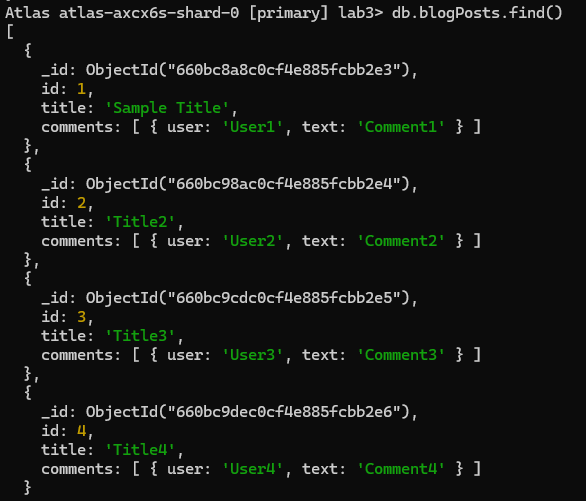 Atlas atlas-axcx6s-shard-0 [primary] lab3> db.blogPosts.find()
[
  {
    _id: ObjectId("660bc8a8c0cf4e885fcbb2e3"),
    id: 1,
    title: 'Sample Title',
    comments: [ { user: 'User1', text: 'Comment1' } ]
  },
  {
    _id: ObjectId("660bc98ac0cf4e885fcbb2e4"),
    id: 2,
    title: 'Title2',
    comments: [ { user: 'User2', text: 'Comment2' } ]
  },
  {
    _id: ObjectId("660bc9cdc0cf4e885fcbb2e5"),
    id: 3,
    title: 'Title3',
    comments: [ { user: 'User3', text: 'Comment3' } ]
  },
  {
    _id: ObjectId("660bc9dec0cf4e885fcbb2e6"),
    id: 4,
    title: 'Title4',
    comments: [ { user: 'User4', text: 'Comment4' } ]
  }